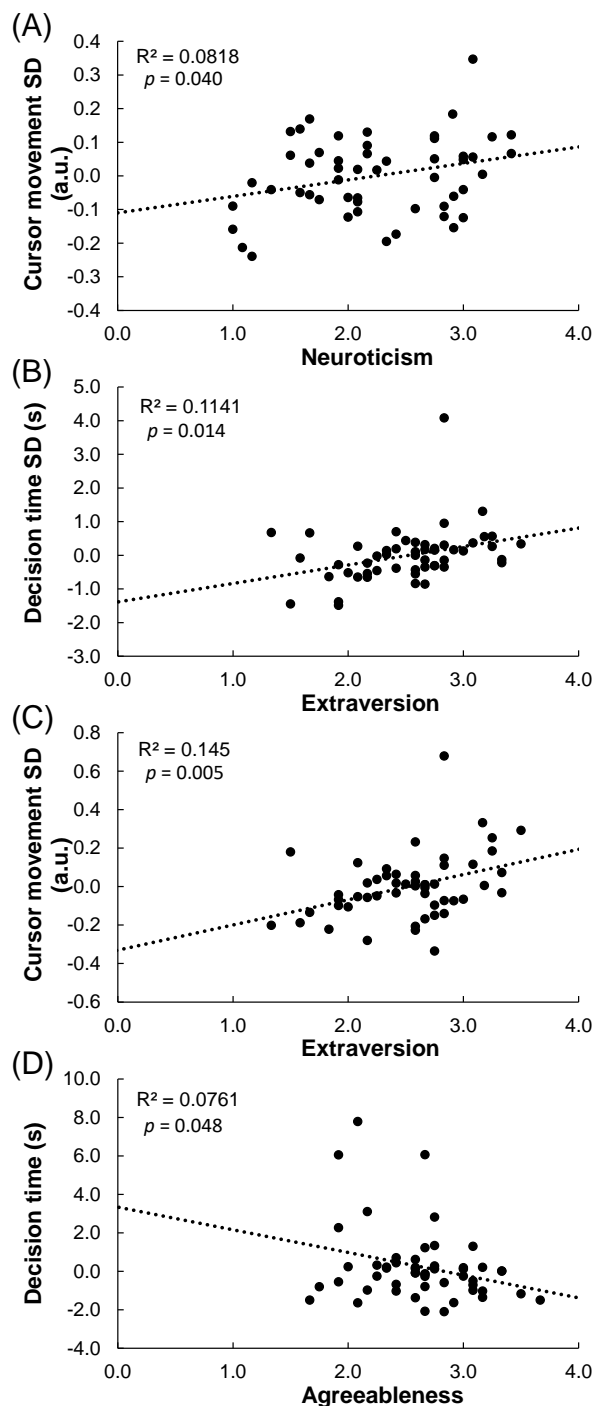 (A)
R² = 0.0818
p = 0.040
Cursor movement SD
(a.u.)
0.4
0.3
0.2
0.1
0.0
-0.1
-0.2
-0.3
-0.4
0.0 1.0 2.0 3.0 4.0
Neuroticism
(B)
R² = 0.1141
p = 0.014
Decision time SD (s)
5.0
4.0
3.0
2.0
1.0
0.0
-1.0
-2.0
-3.0
0.0 1.0 2.0 3.0 4.0
Extraversion
(C)
R² = 0.145
p = 0.005
Cursor movement SD
(a.u.)
0.8
0.6
0.4
0.2
0.0
-0.2
-0.4
-0.6
0.0 1.0 2.0 3.0 4.0
Extraversion
(D)
R² = 0.0761
p = 0.048
Decision time (s)
10.0
8.0
6.0
4.0
2.0
0.0
-2.0
-4.0
0.0 1.0 2.0 3.0 4.0
Agreeableness